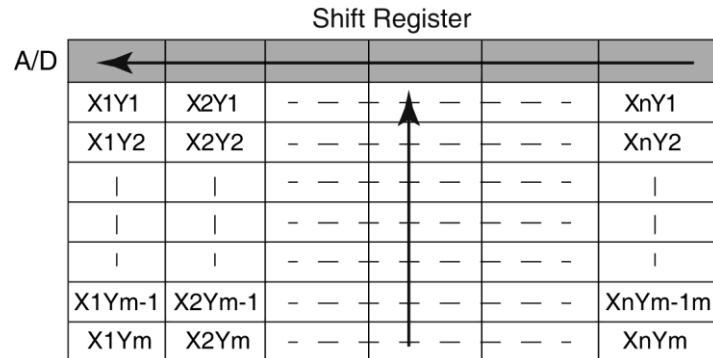 Shift Register
A/D
X1Y1 X2Y1 XnY1
X1Y2 X2Y2 XnY2
X1Ym-1 X2Ym-1 XnYm-1m
X1Ym X2Ym XnYm